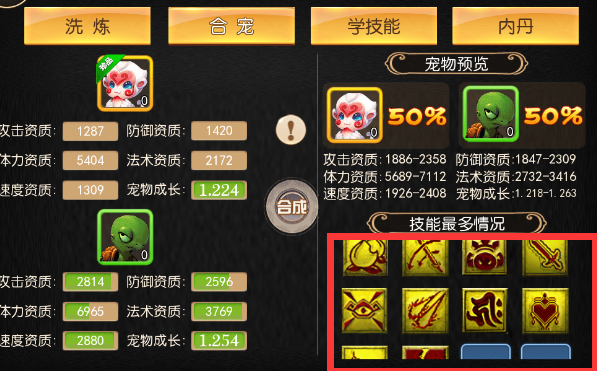 洗炼 合宠 学技能 内丹
珍品
0
攻击资质: 1287 防御资质: 1420
体力资质: 5404 法术资质: 2172
速度资质: 1309 宠物成长: 1.224
0
攻击资质: 2814 防御资质: 2596
体力资质: 6965 法术资质: 3769
速度资质: 2880 宠物成长: 1.254
!
合成
宠物预览
0 50% 0 50%
攻击资质:1886-2358 防御资质:1847-2309
体力资质:5689-7112 法术资质:2732-3416
速度资质:1926-2408 宠物成长:1.218-1.263
技能最多情况